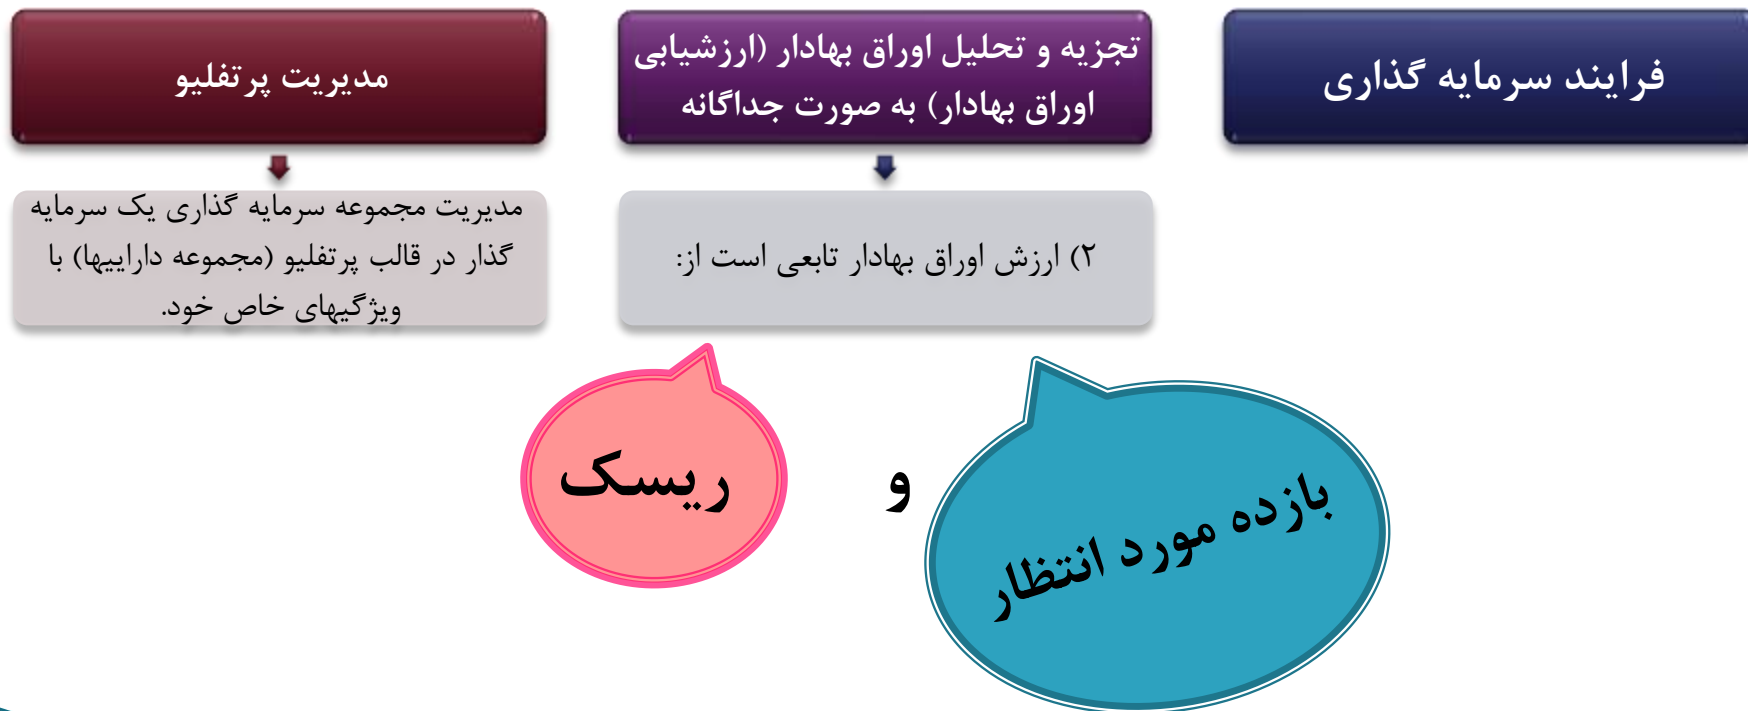 فرایند سرمایه گذاری
تجزیه و تحلیل اوراق بهادار (ارزشیابی
اوراق بهادار) به صورت جداگانه
مدیریت پرتفلیو
۲) ارزش اوراق بهادار تابعی است از:
مدیریت مجموعه سرمایه گذاری یک سرمایه
گذار در قالب پرتفلیو (مجموعه داراییها) با
ویژگیهای خاص خود.
بازده مورد انتظار
و
ریسک